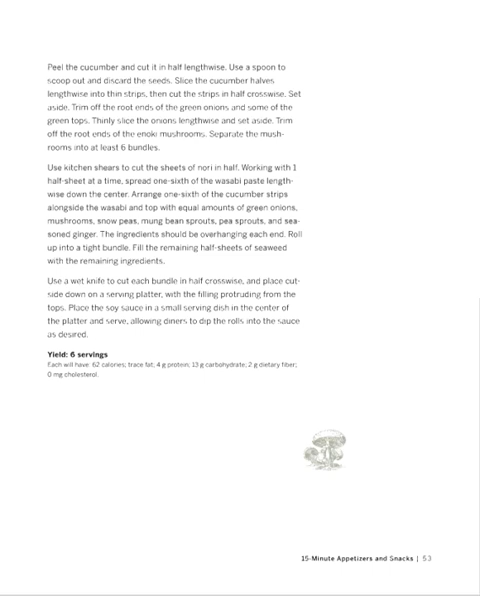 Peel the cucumber and cut it in half lengthwise. Use a spoon to
scoop out and discard the seeds. Slice the cucumber halves
lengthwise into thin strips, then cut the strips in half crosswise. Set
aside. Trim off the root ends of the green onions and some of the
green tops. Thinly slice the onions lengthwise and set aside. Trim
off the root ends of the enoki mushrooms. Separate the mush-
rooms into at least 6 bundles.
Use kitchen shears to cut the sheets of nori in half. Working with 1
half-sheet at a time, spread one-sixth of the wasabi paste length-
wise down the center. Arrange one-sixth of the cucumber strips
alongside the wasabi and top with equal amounts of green onions,
mushrooms, snow peas, mung bean sprouts, pea sprouts, and sea-
soned ginger. The ingredients should be overhanging each end. Roll
up into a tight bundle. Fill the remaining half-sheets of seaweed
with the remaining ingredients.
Use a wet knife to cut each bundle in half crosswise, and place cut-
side down on a serving platter, with the filling protruding from the
tops. Place the soy sauce in a small serving dish in the center of
the platter and serve, allowing diners to dip the rolls into the sauce
as desired.
Yield: 6 servings
Each will have: 62 calories; trace fat; 4 g protein; 13 g carbohydrate; 2 g dietary fiber;
0 mg cholesterol.
15-Minute Appetizers and Snacks | 53